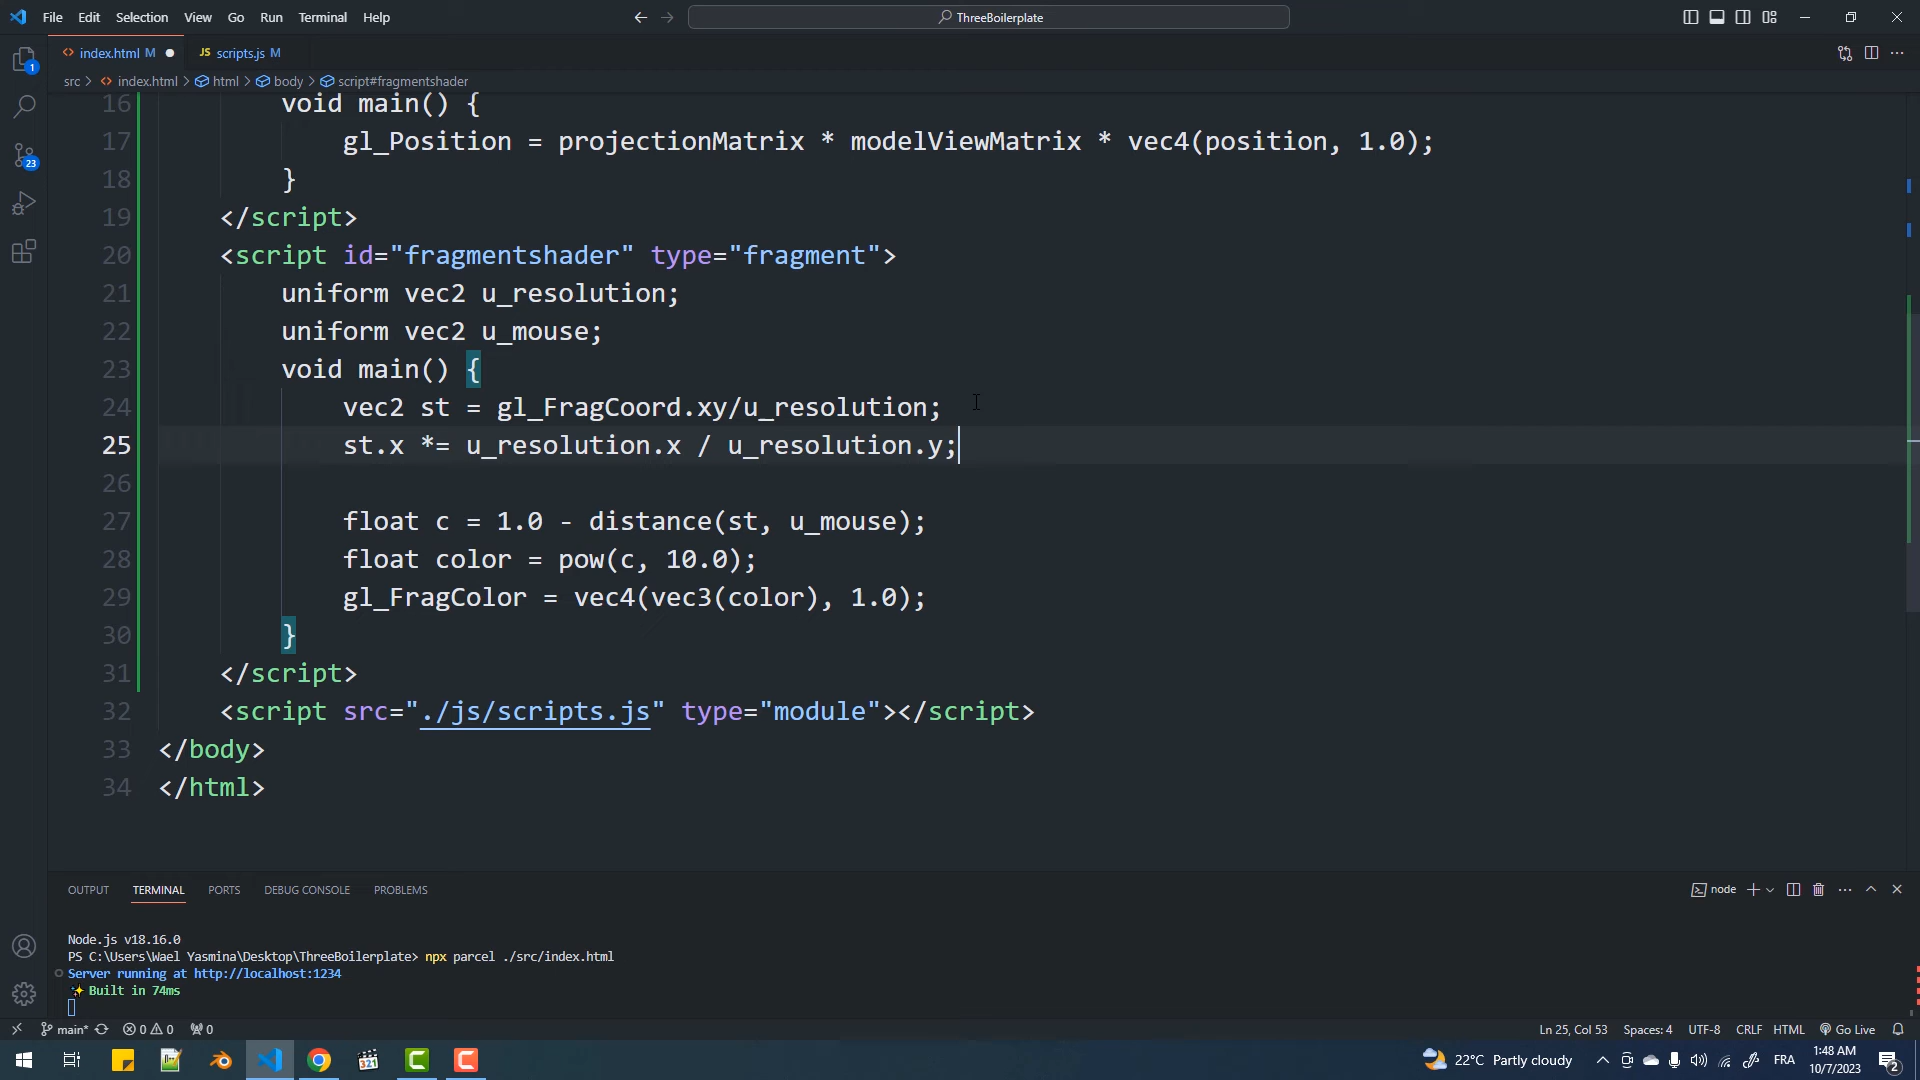 File Edit Selection View Go Run Terminal Help
ThreeBoilerplate
index.html M
JS scripts.js M
src > index.html > html > body > script#fragmentshader
16 void main() {
17 gl_Position = projectionMatrix * modelViewMatrix * vec4(position, 1.0);
18 }
19 </script>
20 <script id="fragmentshader" type="fragment">
21 uniform vec2 u_resolution;
22 uniform vec2 u_mouse;
23 void main() {
24 vec2 st = gl_FragCoord.xy/u_resolution;
25 st.x *= u_resolution.x / u_resolution.y;
26
27 float c = 1.0 - distance(st, u_mouse);
28 float color = pow(c, 10.0);
29 gl_FragColor = vec4(vec3(color), 1.0);
30 }
31 </script>
32 <script src="./js/scripts.js" type="module"></script>
33 </body>
34 </html>
1
23
OUTPUT TERMINAL PORTS DEBUG CONSOLE PROBLEMS
node
Node.js v18.16.0
PS C:\Users\Wael Yasmina\Desktop\ThreeBoilerplate> npx parcel ./src/index.html
Server running at http://localhost:1234
Built in 74ms
main* 0 0 0
Ln 25, Col 53 Spaces: 4 UTF-8 CRLF HTML Go Live
321
22°C Partly cloudy
FRA
1:48 AM
10/7/2023
2